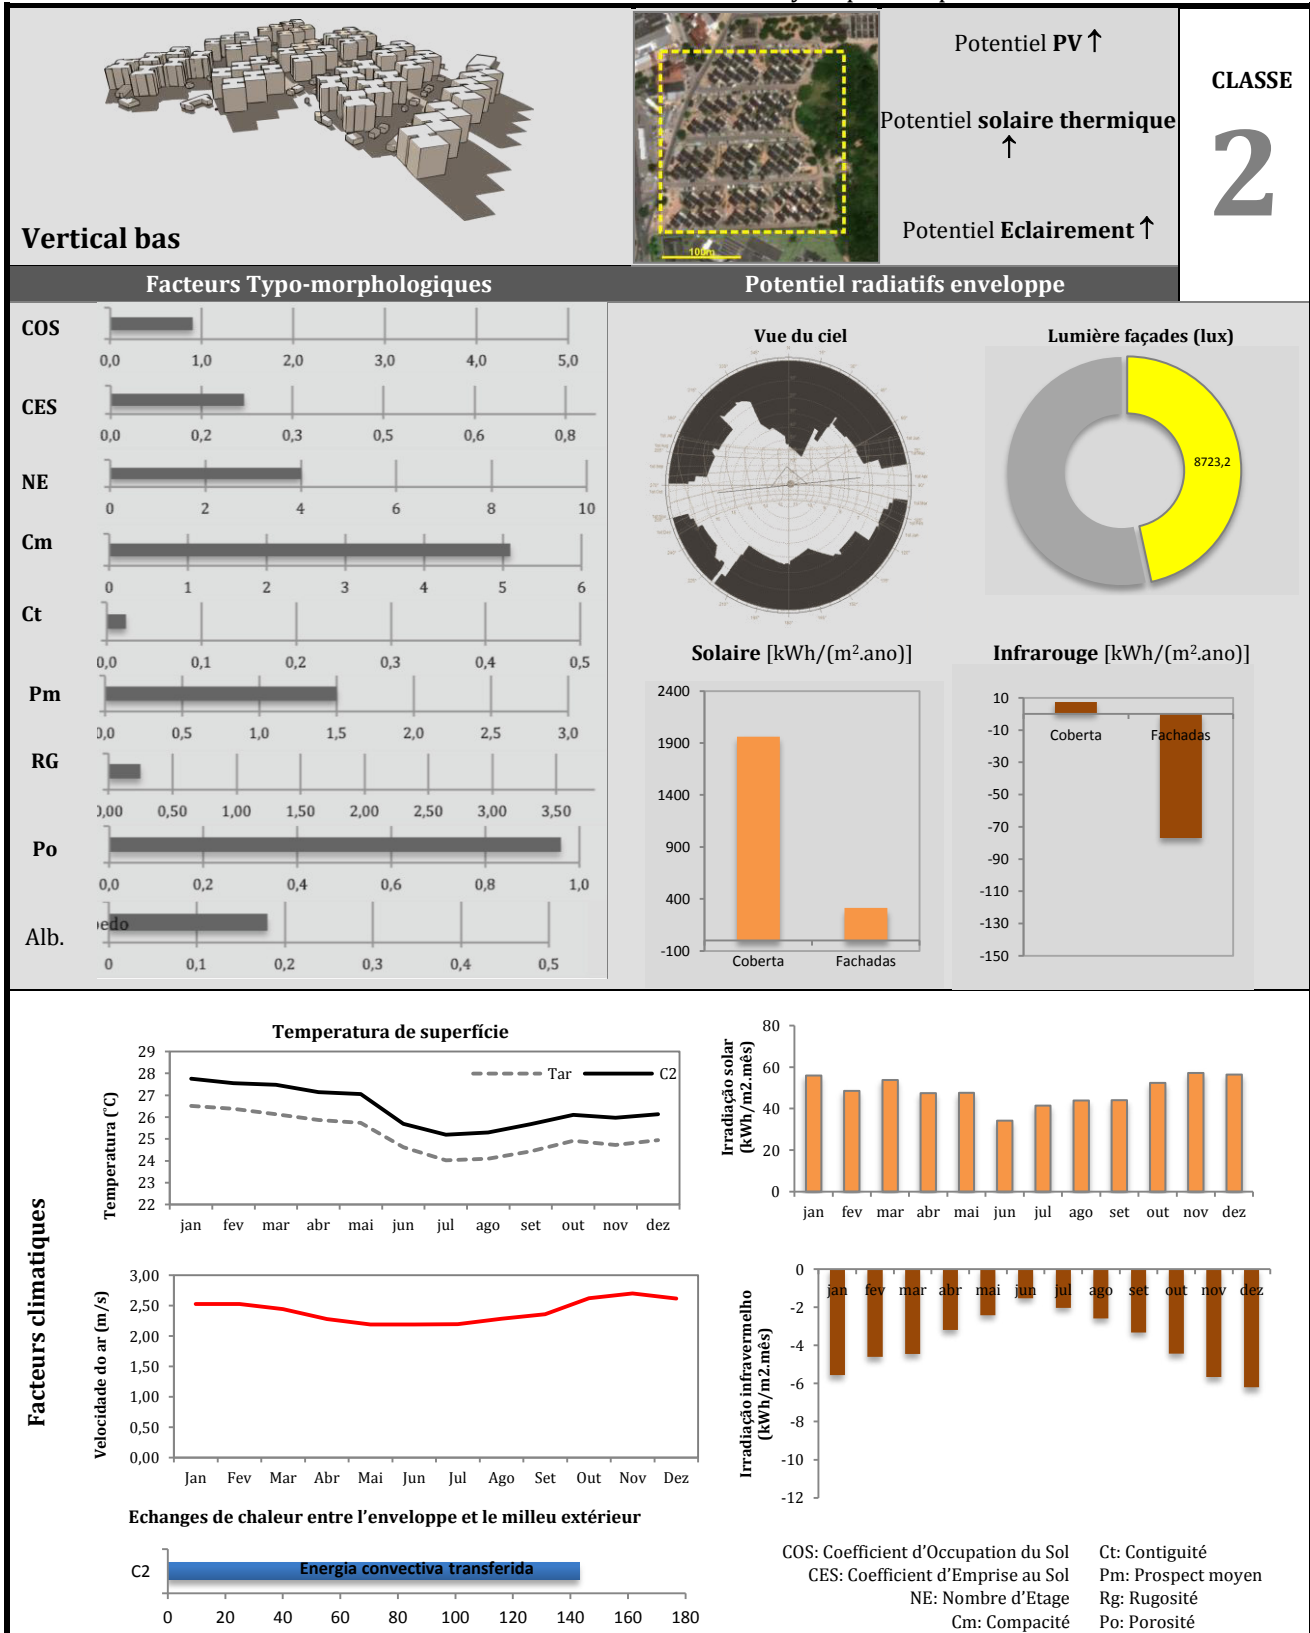 Potentiel PV ↑
Potentiel solaire thermique
↑
Potentiel Eclairement ↑
CLASSE
2
Vertical bas
100m
Facteurs Typo-morphologiques
Potentiel radiatifs enveloppe
COS
0,0 1,0 2,0 3,0 4,0 5,0
CES
0,0 0,2 0,3 0,5 0,6 0,8
NE
0 2 4 6 8 10
Cm
0 1 2 3 4 5 6
Ct
0,0 0,1 0,2 0,3 0,4 0,5
Pm
0,0 0,5 1,0 1,5 2,0 2,5 3,0
RG
0,00 0,50 1,00 1,50 2,00 2,50 3,00 3,50
Po
0,0 0,2 0,4 0,6 0,8 1,0
Alb.
bedo
0 0,1 0,2 0,3 0,4 0,5
Vue du ciel
Lumière façades (lux)
8723,2
Solaire [kWh/(m².ano)]
2400
1900
1400
900
400
-100
Coberta Fachadas
Infrarouge [kWh/(m².ano)]
10
-10
-30
-50
-70
-90
-110
-130
-150
Coberta Fachadas
Facteurs climatiques
Temperatura de superfície
Temperatura (˚C)
29
28
27
26
25
24
23
22
Tar C2
jan fev mar abr mai jun jul ago set out nov dez
Irradiação solar
(kWh/m2.mês)
80
60
40
20
0
jan fev mar abr mai jun jul ago set out nov dez
Velocidade do ar (m/s)
3,00
2,50
2,00
1,50
1,00
0,50
0,00
Jan Fev Mar Abr Mai Jun Jul Ago Set Out Nov Dez
Irradiação infravermelho
(kWh/m2.mês)
0
-2
-4
-6
-8
-10
-12
jan fev mar abr mai jun jul ago set out nov dez
Echanges de chaleur entre l'enveloppe et le milleu extérieur
C2
Energia convectiva transferida
0 20 40 60 80 100 120 140 160 180
COS: Coefficient d'Occupation du Sol
CES: Coefficient d'Emprise au Sol
NE: Nombre d'Etage
Cm: Compacité
Ct: Contiguité
Pm: Prospect moyen
Rg: Rugosité
Po: Porosité